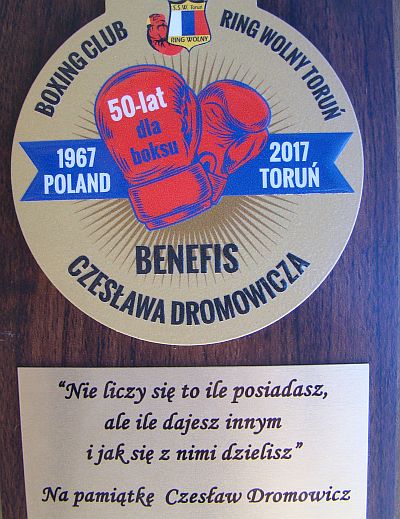 S.S.W. Toruń
RING WOLNY
BOXING CLUB
RING WOLNY TORUŃ
50-lat
dla
boksu
1967
POLAND
2017
TORUŃ
BENEFIS
CZESŁAWA DROMOWICZA
“Nie liczy się to ile posiadasz,
ale ile dajesz innym
i jak się z nimi dzielisz”
Na pamiątkę Czesław Dromowicz